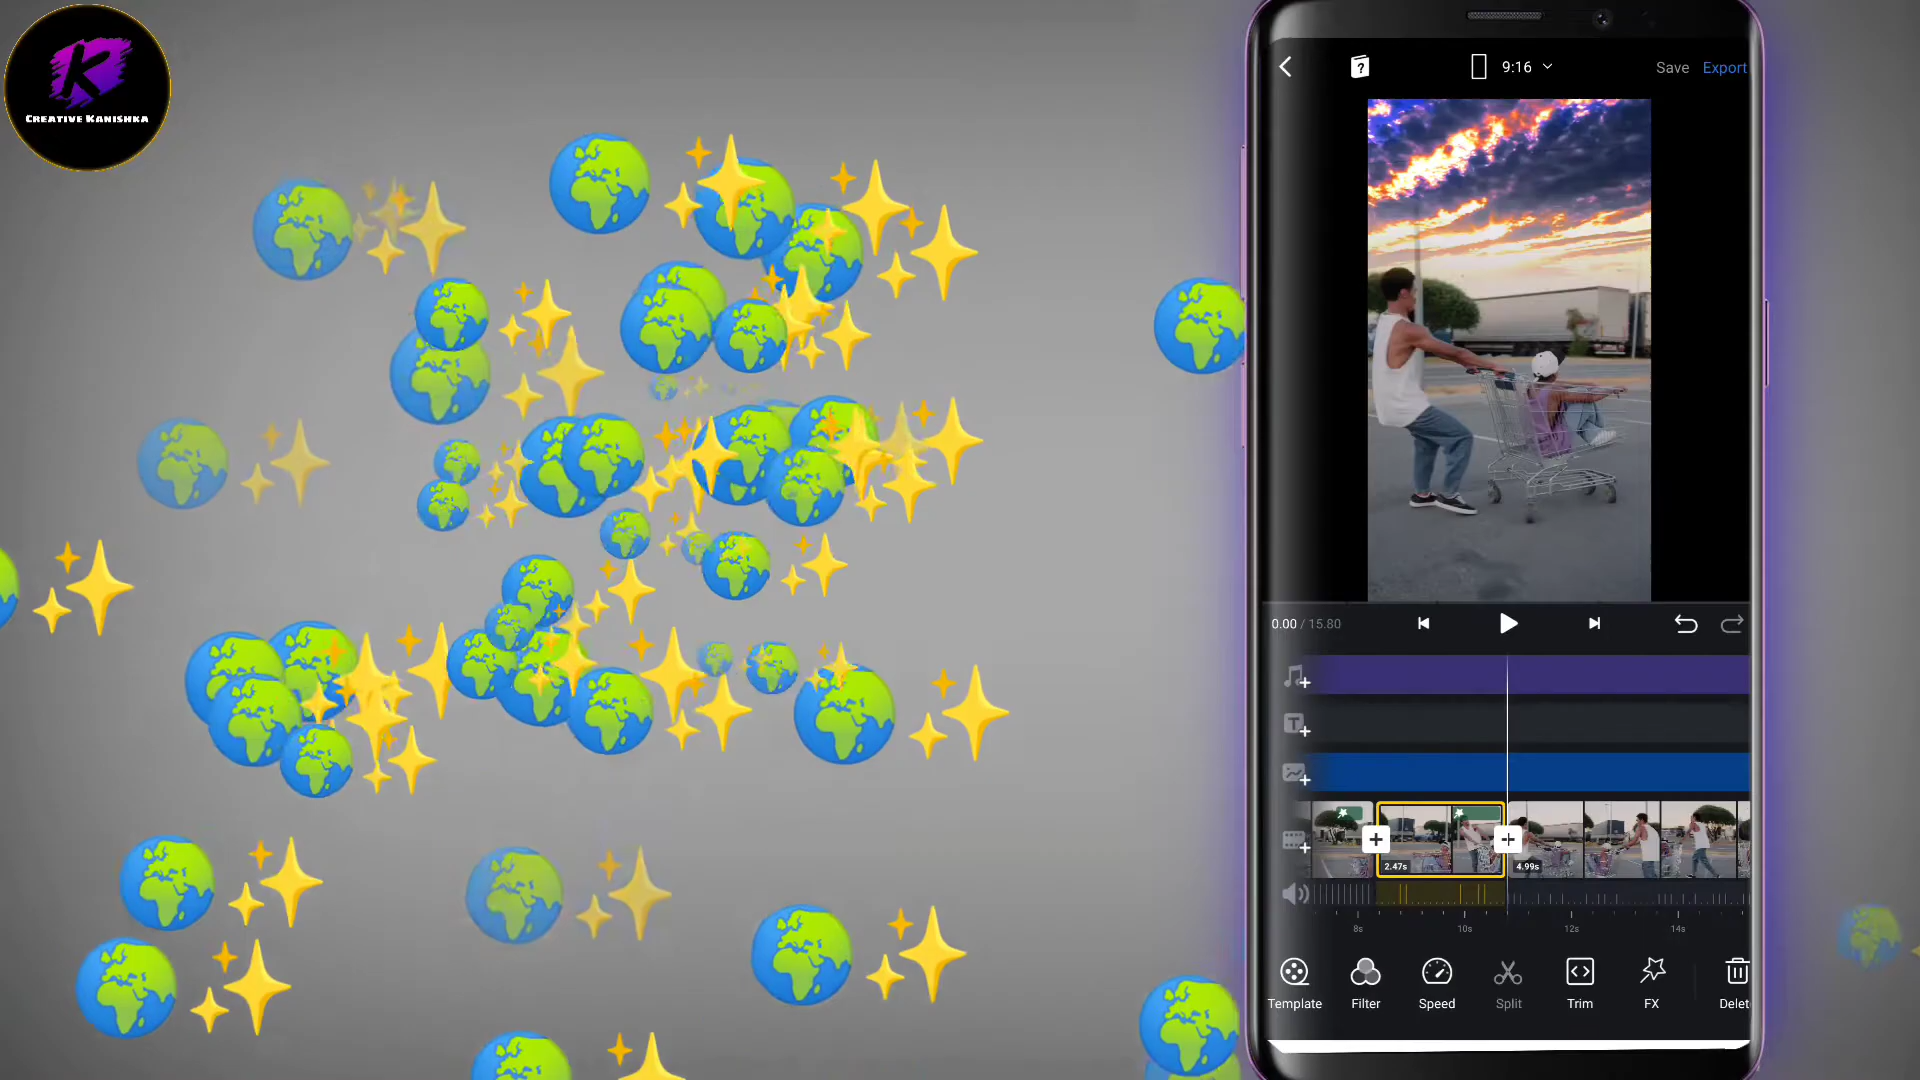 K
CREATIVE KANISHKA
9:16
Save
Export
0.00 / 15.80
2.47s
4.99s
8s
10s
12s
14s
Template
Filter
Speed
Split
Trim
FX
Delet